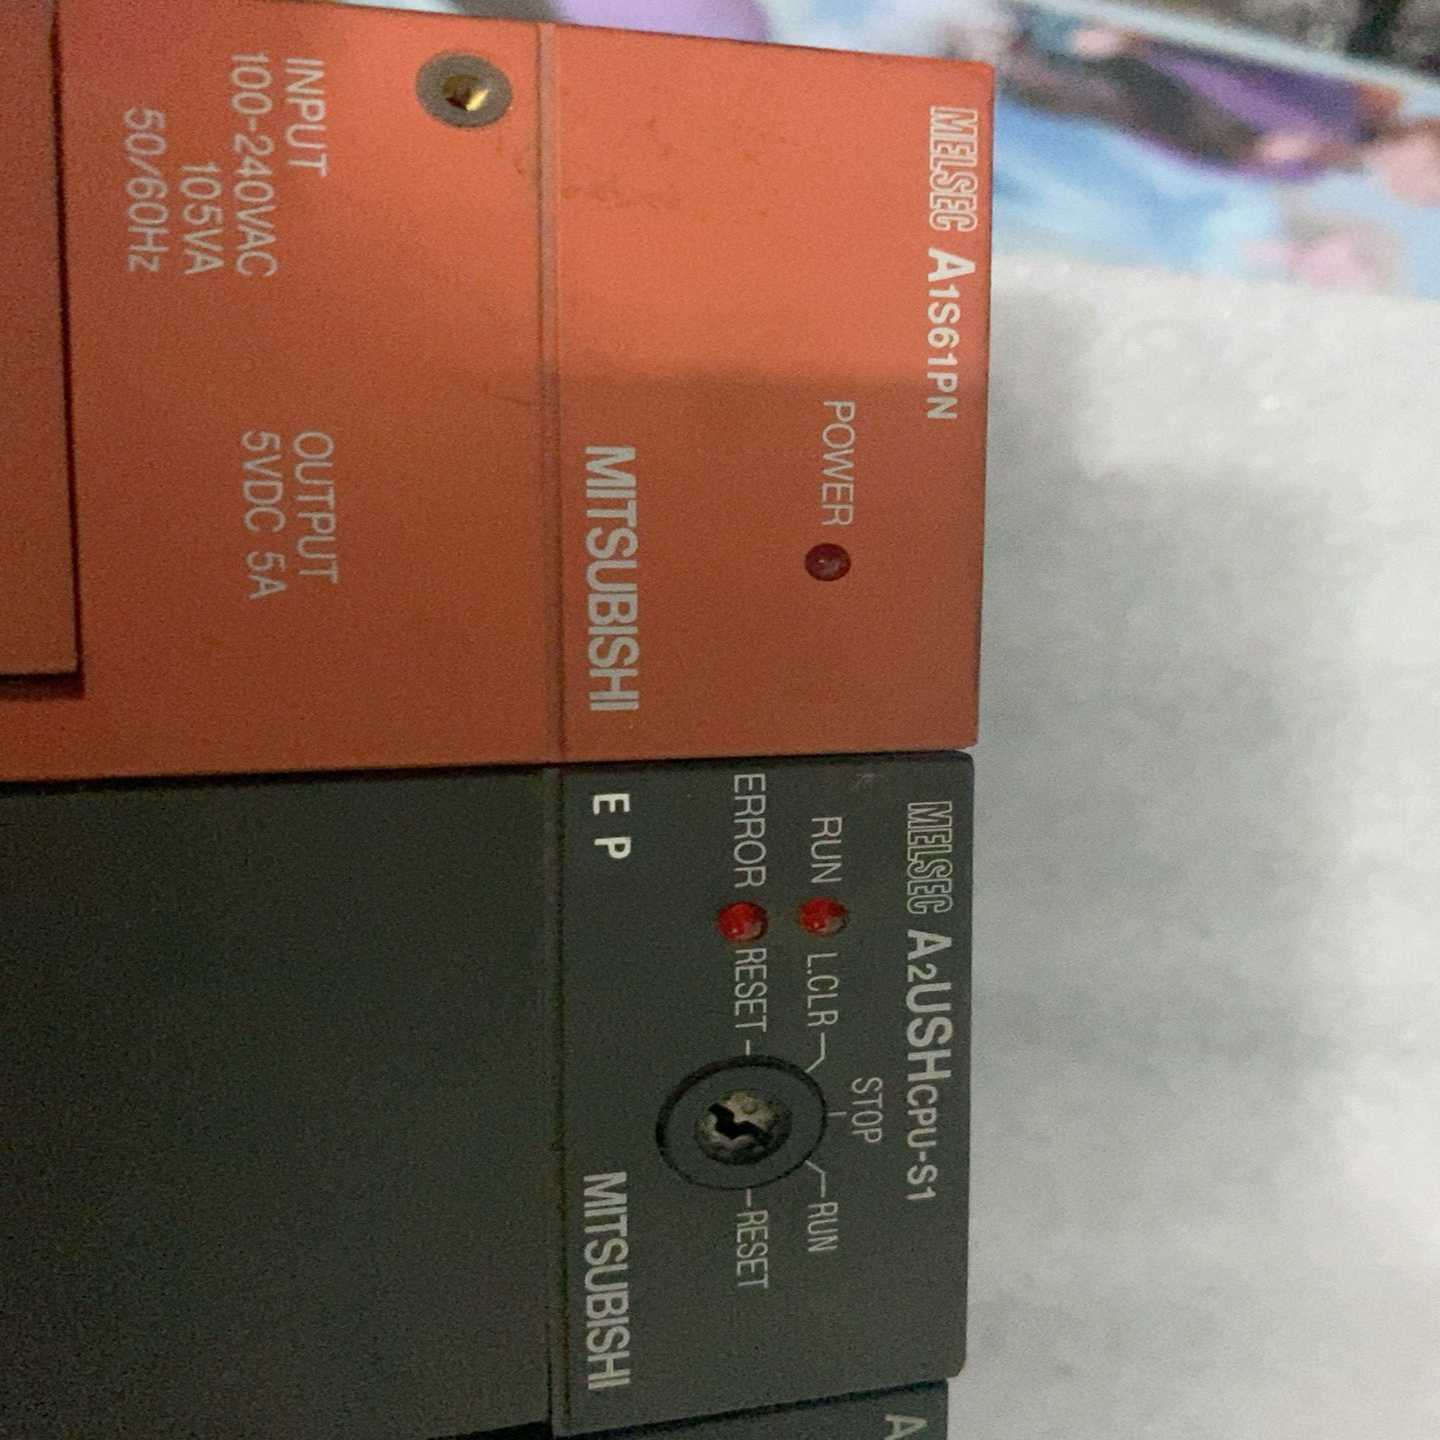 MELSEC A1S61PN
POWER
MITSUBISHI
INPUT
100-240VAC
105VA
50/60Hz
OUTPUT
5VDC 5A
MELSEC A2USHCPU-S1
STOP
RUN
L.CLR
RUN
ERROR
RESET
RESET
E P
MITSUBISHI
A